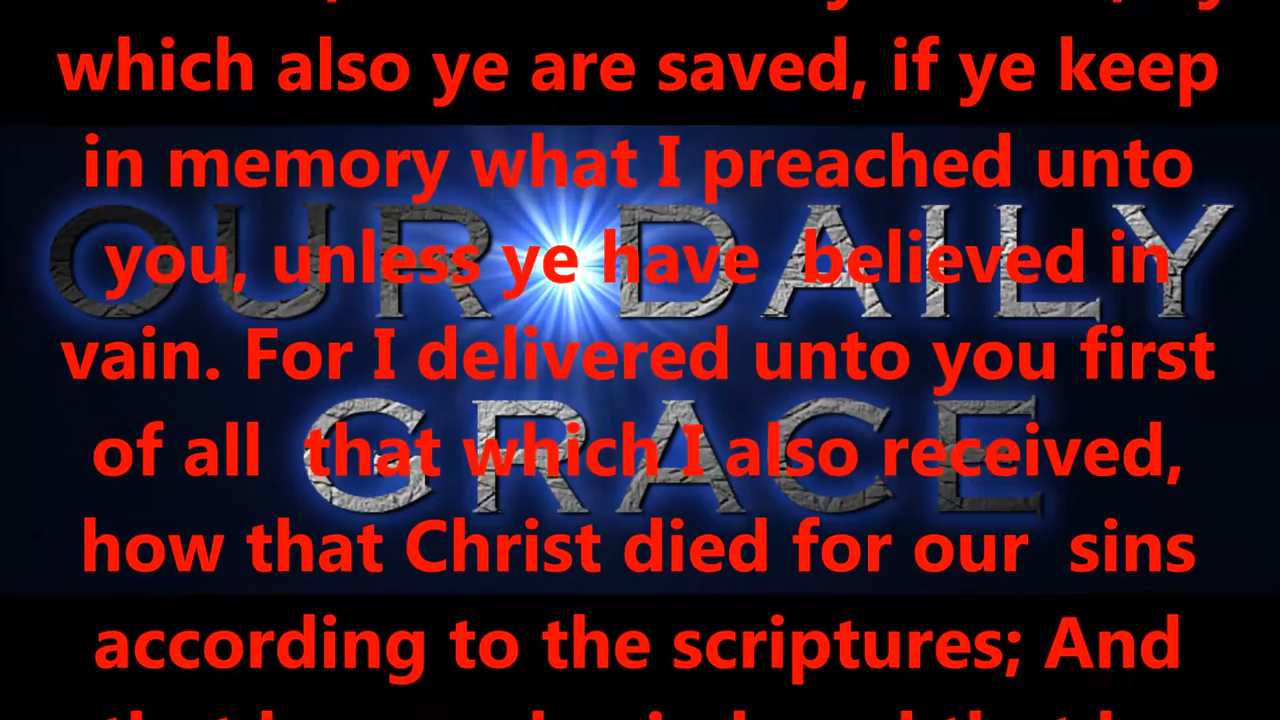 which also ye are saved, if ye keep
in memory what I preached unto
you, unless ye have believed in
vain. For I delivered unto you first
of all that which I also received,
how that Christ died for our sins
according to the scriptures; And
OUR DAILY
GRACE